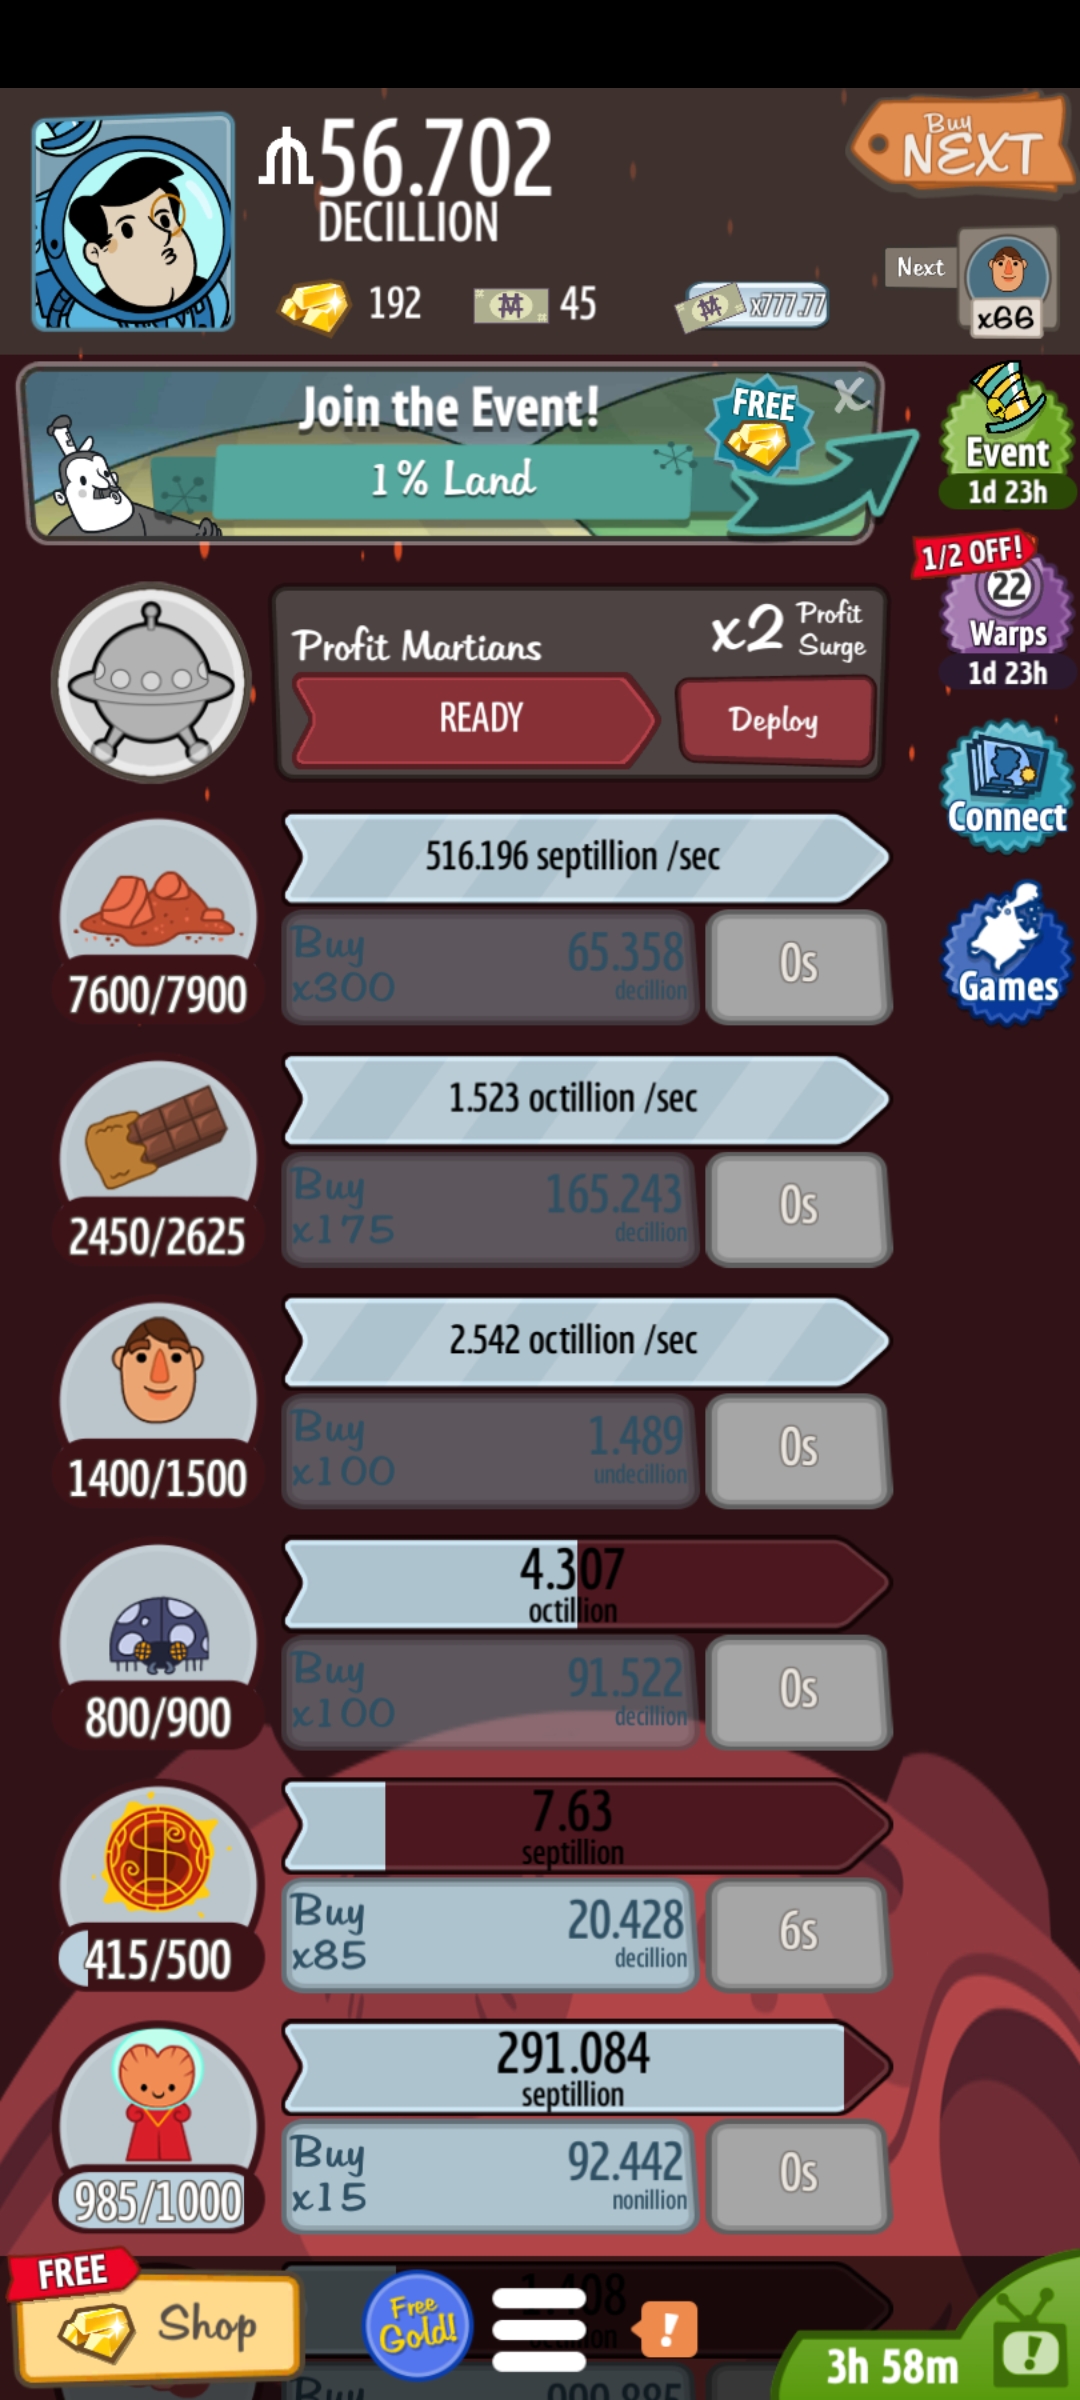 56.702
DECILLION
Buy
NEXT
192
45
x777.77
Next
x66
Join the Event!
FREE
X
1% Land
Event
1d 23h
1/2 OFF!
22
Warps
1d 23h
Profit Martians
x2 Profit Surge
READY
Deploy
Connect
516.196 septillion /sec
Buy
x300
65.358
decillion
0s
7600/7900
Games
1.523 octillion /sec
Buy
x175
165.243
decillion
0s
2450/2625
2.542 octillion /sec
Buy
x100
1.489
undecillion
0s
1400/1500
4.307
octillion
Buy
x100
91.522
decillion
0s
800/900
7.63
septillion
Buy
x85
20.428
decillion
6s
415/500
291.084
septillion
Buy
x15
92.442
nonillion
0s
985/1000
FREE
Shop
Free
Gold!
!
3h 58m
!
Buy